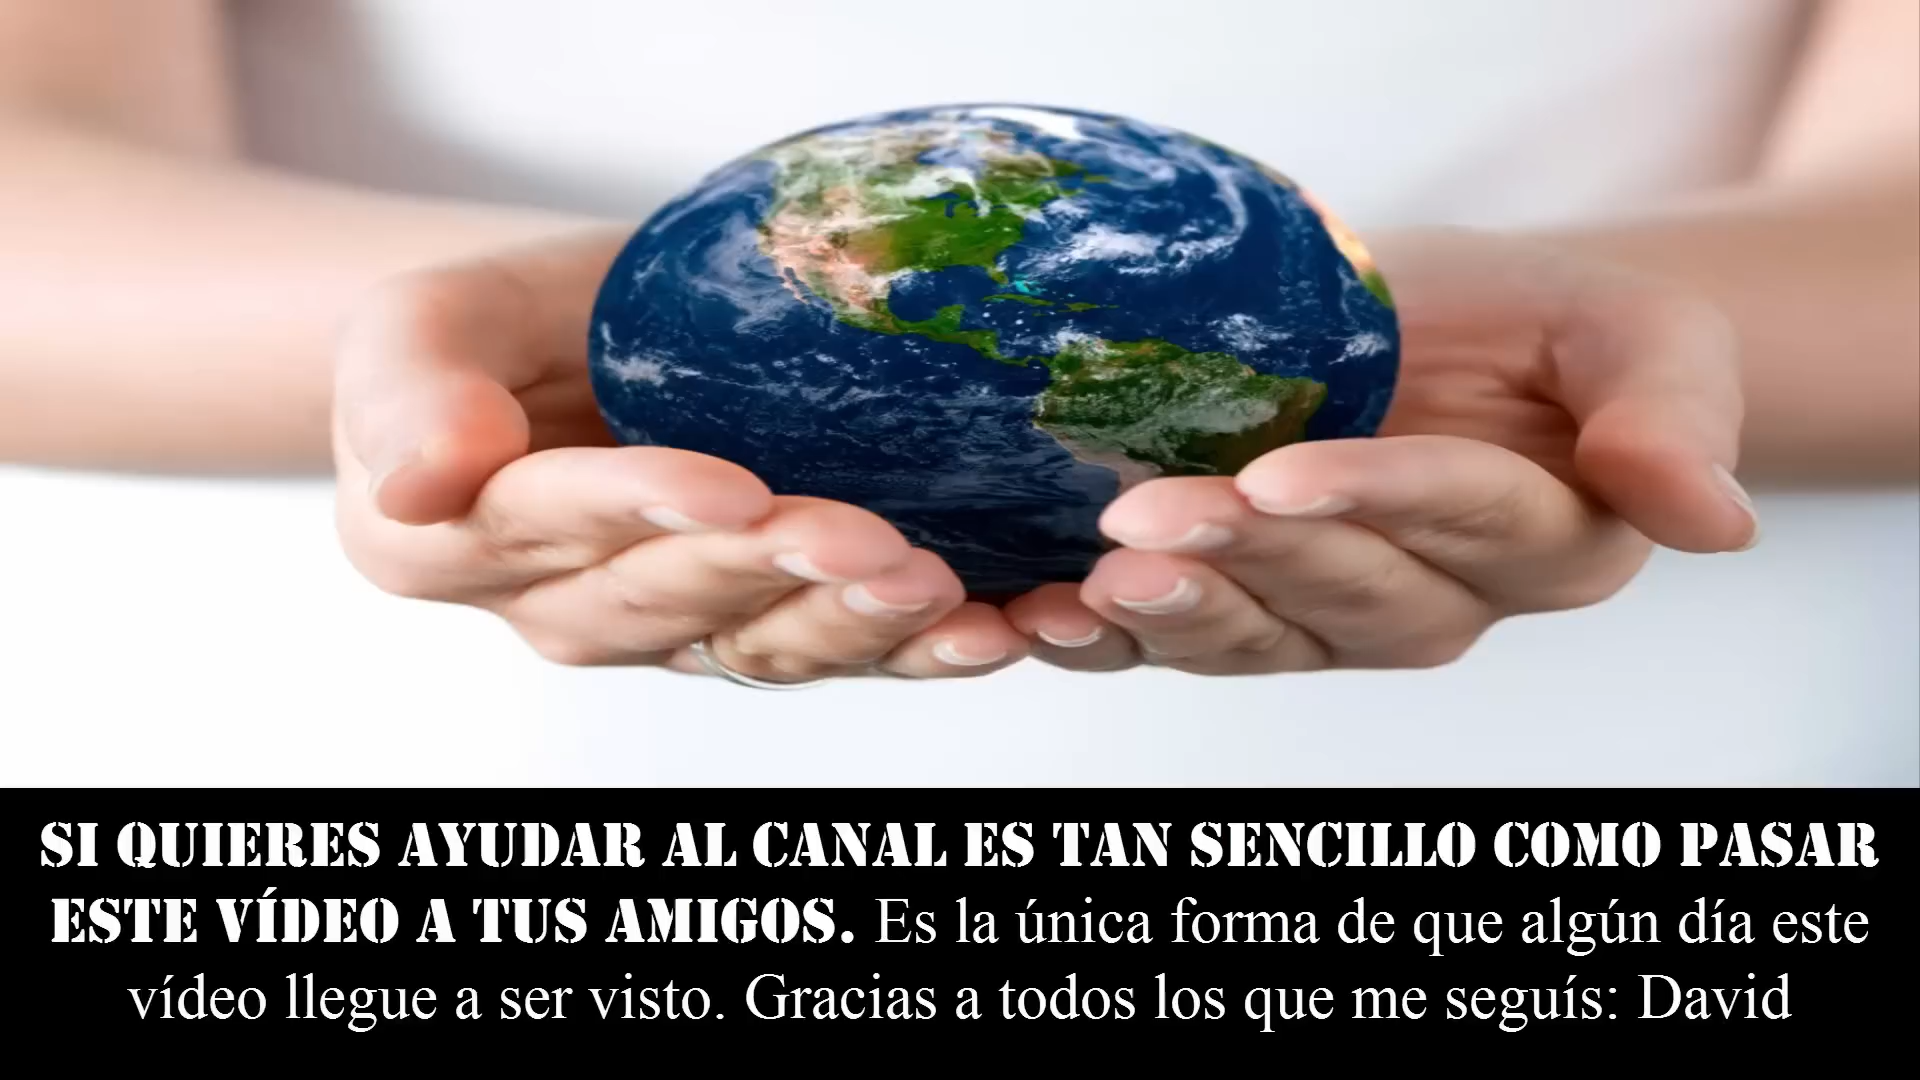 SI QUIERES AYUDAR AL CANAL ES TAN SENCILLO COMO PASAR
ESTE VÍDEO A TUS AMIGOS. Es la única forma de que algún día este
vídeo llegue a ser visto. Gracias a todos los que me seguís: David